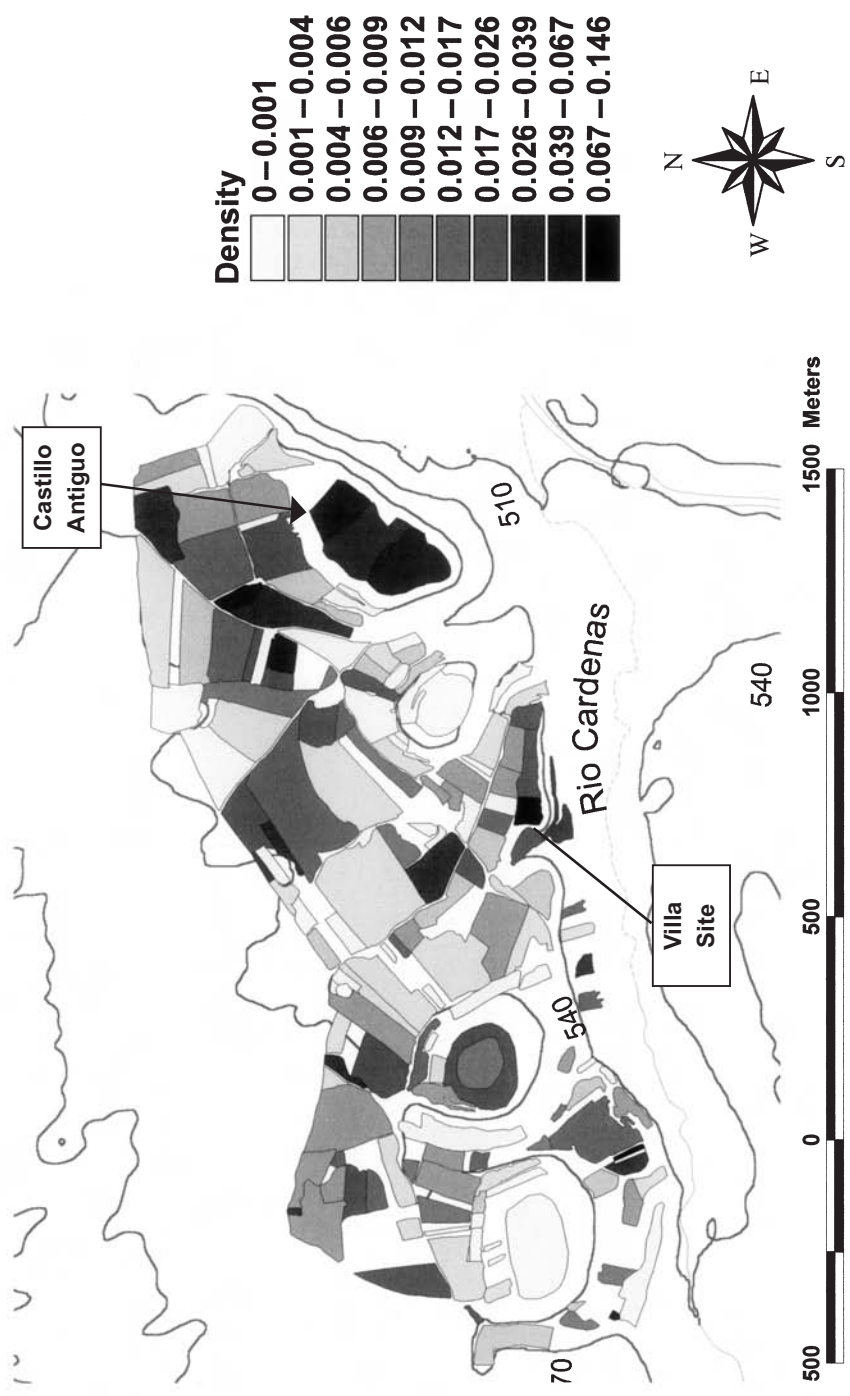 Castillo
Antiguo
510
Rio Cardenas
540
Villa
Site
540
70
500 0 500 1000 1500 Meters
Density
0–0.001
0.001–0.004
0.004–0.006
0.006–0.009
0.009–0.012
0.012–0.017
0.017–0.026
0.026–0.039
0.039–0.067
0.067–0.146
N
E
S
W